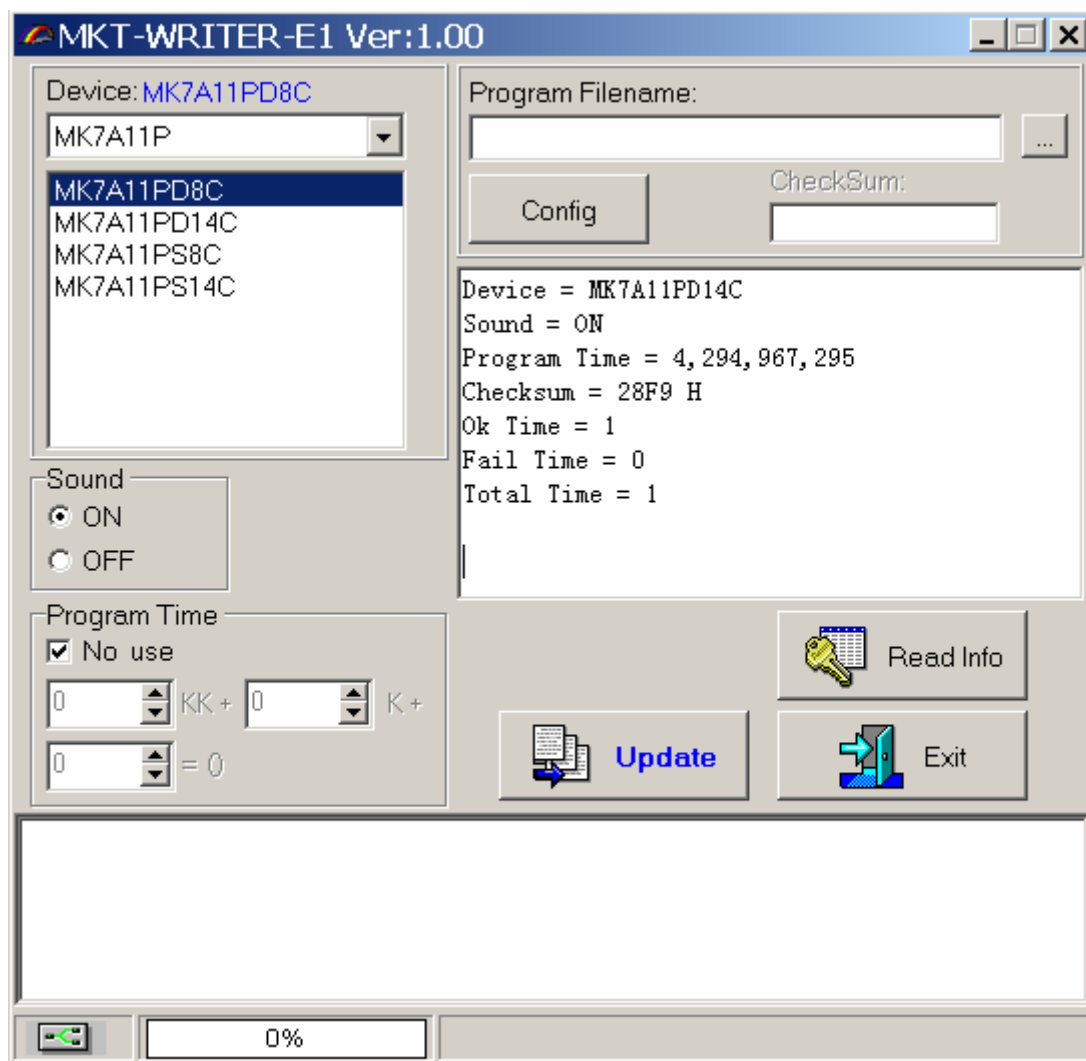 MKT-WRITER-E1 Ver:1.00
Device: MK7A11PD8C
MK7A11P
MK7A11PD8C
MK7A11PD14C
MK7A11PS8C
MK7A11PS14C
Program Filename:
...
Config
CheckSum:
Device = MK7A11PD14C
Sound = ON
Program Time = 4,294,967,295
Checksum = 28F9 H
Ok Time = 1
Fail Time = 0
Total Time = 1
Sound
ON
OFF
Program Time
No use
0 KK + 0 K +
0 = 0
Read Info
Update
Exit
0%